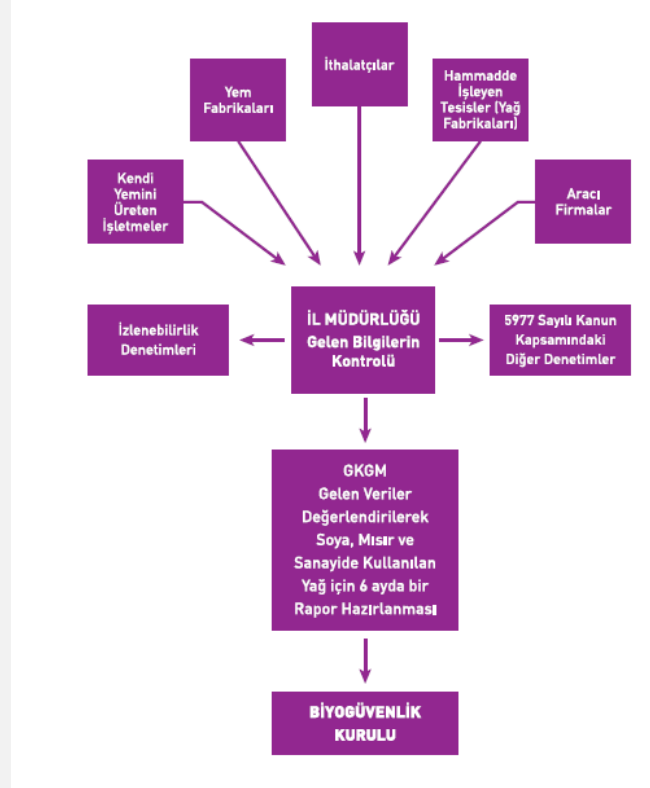 İthalatçılar
Yem
Fabrikaları
Hammadde
İşleyen
Tesisler (Yağ
Fabrikaları)
Kendi
Yemini
Üreten
İşletmeler
Aracı
Firmalar
İzlenebilirlik
Denetimleri
İL MÜDÜRLÜĞÜ
Gelen Bilgilerin
Kontrolü
5977 Sayılı Kanun
Kapsamındaki
Diğer Denetimler
GKGM
Gelen Veriler
Değerlendirilerek
Soya, Mısır ve
Sanayide Kullanılan
Yağ için 6 ayda bir
Rapor Hazırlanması
BİYOGÜVENLİK
KURULU